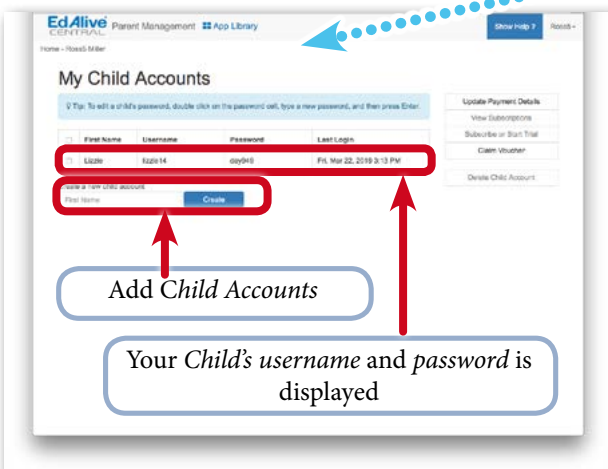 EdAlive
CENTRAL
Parent Management
App Library
Show Help ?
Ross5
Home - Ross5 Miller
My Child Accounts
Tip: To edit a child's password, double click on the password cell, type a new password, and then press Enter.
First Name Username Password Last Login
Lizzie lizzie14 day949 Fri, Mar 22, 2019 3:13 PM
Create a new child account
First Name
Create
Update Payment Details
View Subscriptions
Subscribe or Start Trial
Claim Voucher
Delete Child Account
Add Child Accounts
Your Child's username and password is
displayed